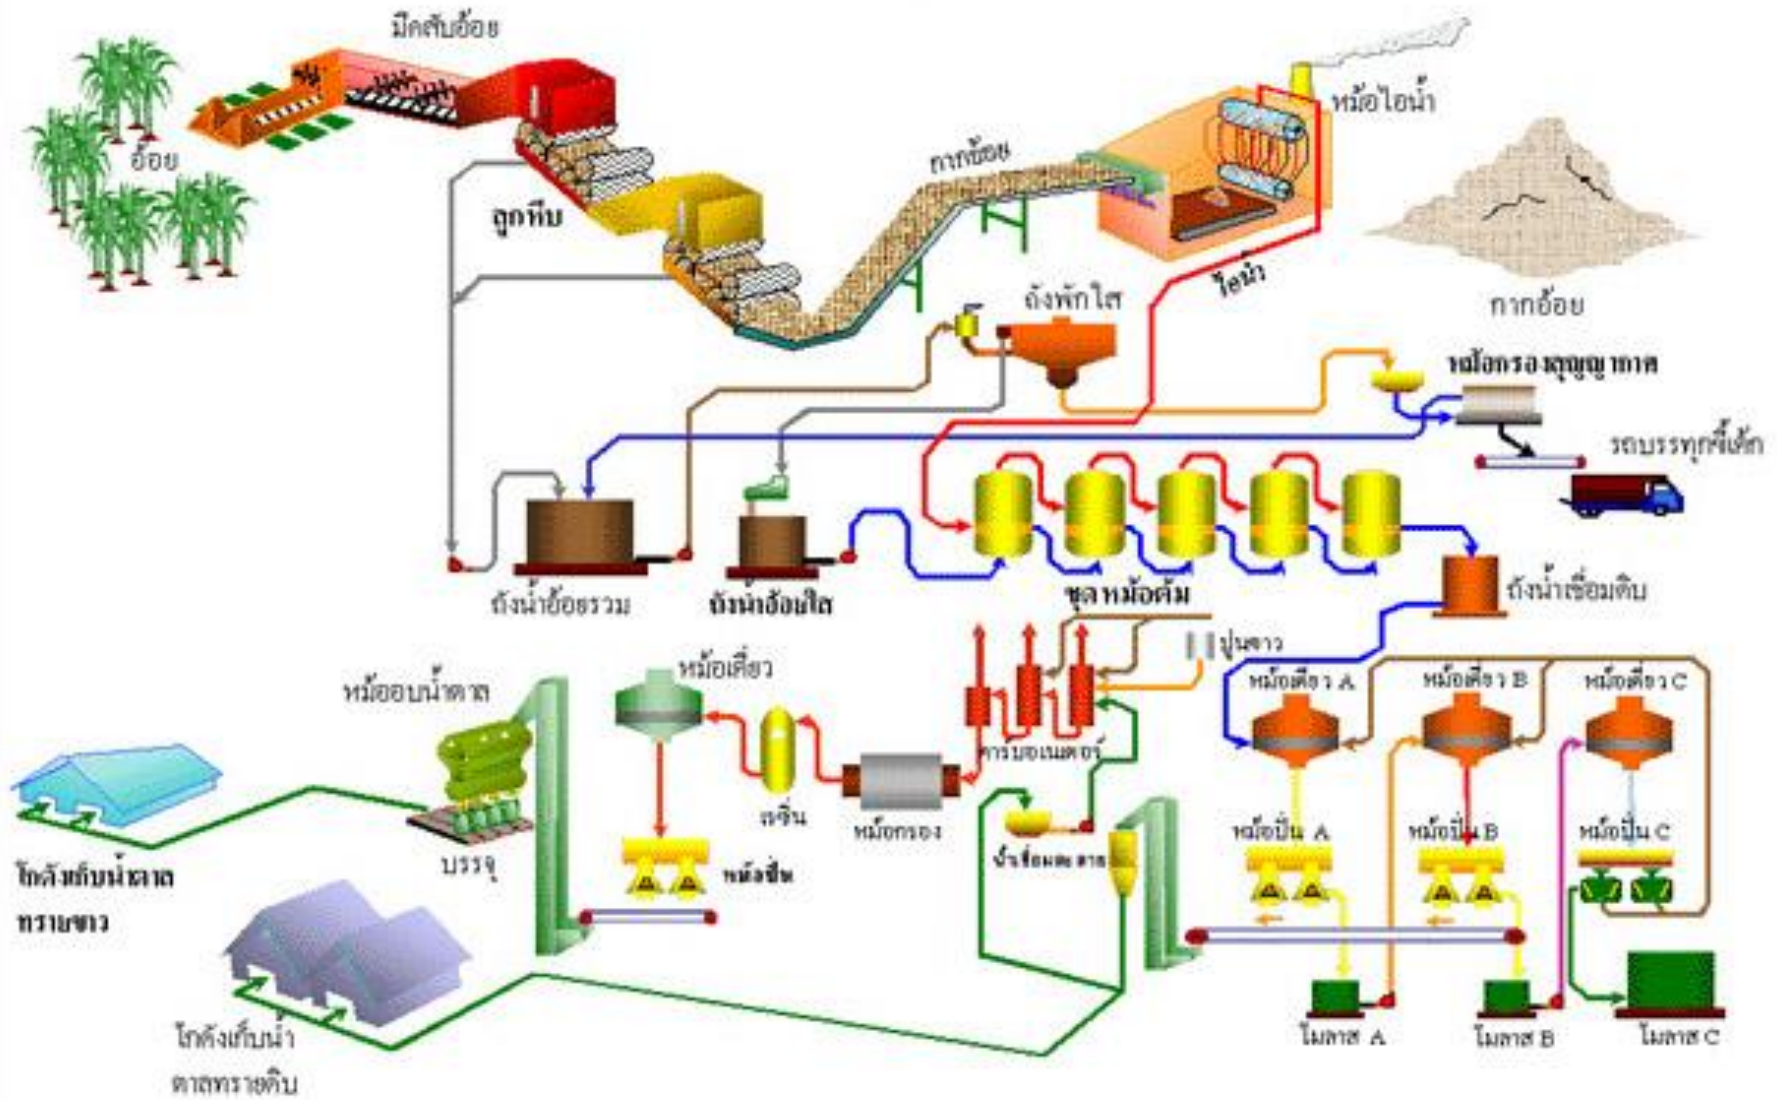 มีดสับอ้อย
หม้อไอน้ำ
อ้อย
กากอ้อย
ลูกหีบ
ไอน้ำ
ถังพักใส
กากอ้อย
หม้อกรองสุญญากาศ
รถบรรทุกขี้เค้ก
ถังน้ำอ้อยรวม
ถังน้ำอ้อยใส
ชุดหม้อต้ม
ถังน้ำเชื่อมดิบ
ปูนขาว
หม้อเคี่ยว
หม้ออบน้ำตาล
หม้อเคี่ยว A
หม้อเคี่ยว B
หม้อเคี่ยว C
คาร์บอเนเตอร์
เรซิ่น
หม้อกรอง
หม้อปั่น A
หม้อปั่น B
หม้อปั่น C
น้ำเชื่อมละลาย
บรรจุ
หม้อปั่น
โกดังเก็บน้ำตาล
ทรายขาว
โมลาส A
โมลาส B
โมลาส C
โกดังเก็บน้ำ
ตาลทรายดิบ